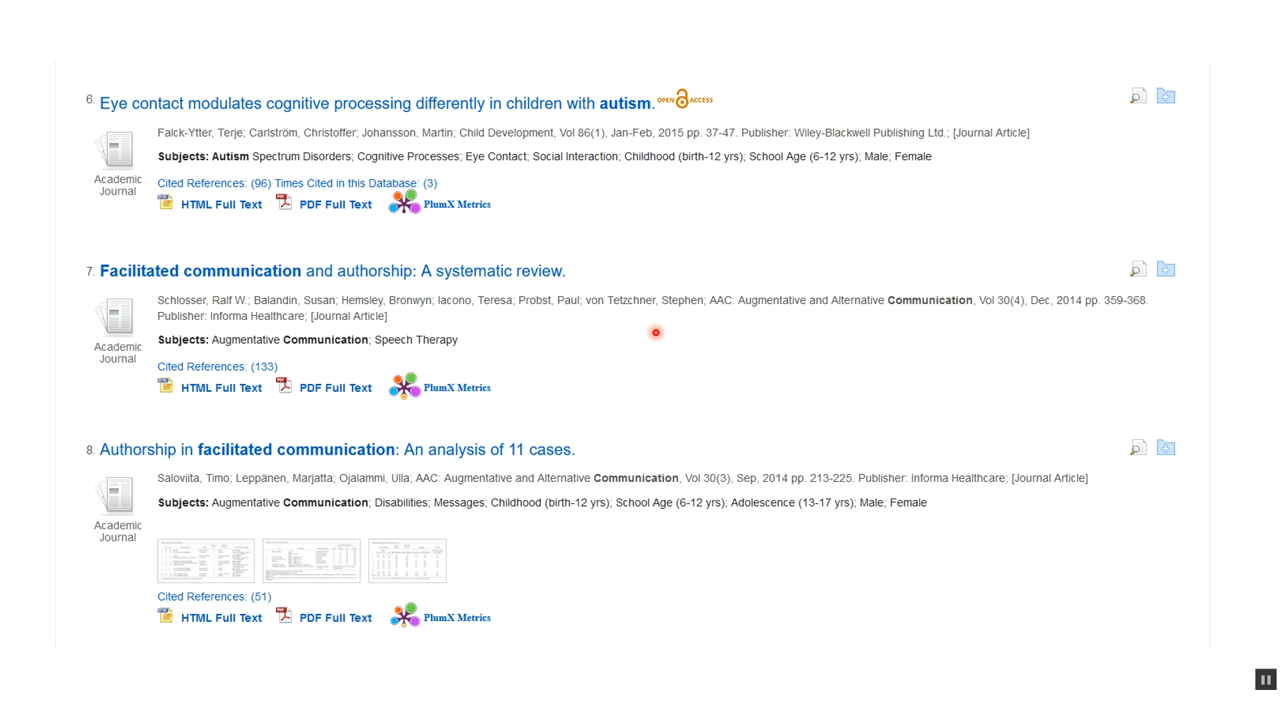 6. Eye contact modulates cognitive processing differently in children with autism. OPEN ACCESS
Falck-Ytter, Terje; Carlström, Christoffer; Johansson, Martin; Child Development, Vol 86(1), Jan-Feb, 2015 pp. 37-47. Publisher: Wiley-Blackwell Publishing Ltd.; [Journal Article]
Subjects: Autism Spectrum Disorders; Cognitive Processes; Eye Contact; Social Interaction; Childhood (birth-12 yrs); School Age (6-12 yrs); Male; Female
Academic
Journal
Cited References: (96) Times Cited in this Database: (3)
HTML Full Text PDF Full Text PlumX Metrics
7. Facilitated communication and authorship: A systematic review.
Schlosser, Ralf W.; Balandin, Susan; Hemsley, Bronwyn; Iacono, Teresa; Probst, Paul; von Tetzchner, Stephen; AAC: Augmentative and Alternative Communication, Vol 30(4), Dec, 2014 pp. 359-368.
Publisher: Informa Healthcare; [Journal Article]
Subjects: Augmentative Communication; Speech Therapy
Academic
Journal
Cited References: (133)
HTML Full Text PDF Full Text PlumX Metrics
8. Authorship in facilitated communication: An analysis of 11 cases.
Saloviita, Timo; Leppänen, Marjatta; Ojalammi, Ulla; AAC: Augmentative and Alternative Communication, Vol 30(3), Sep, 2014 pp. 213-225. Publisher: Informa Healthcare; [Journal Article]
Subjects: Augmentative Communication; Disabilities; Messages; Childhood (birth-12 yrs); School Age (6-12 yrs); Adolescence (13-17 yrs); Male; Female
Academic
Journal
Cited References: (51)
HTML Full Text PDF Full Text PlumX Metrics